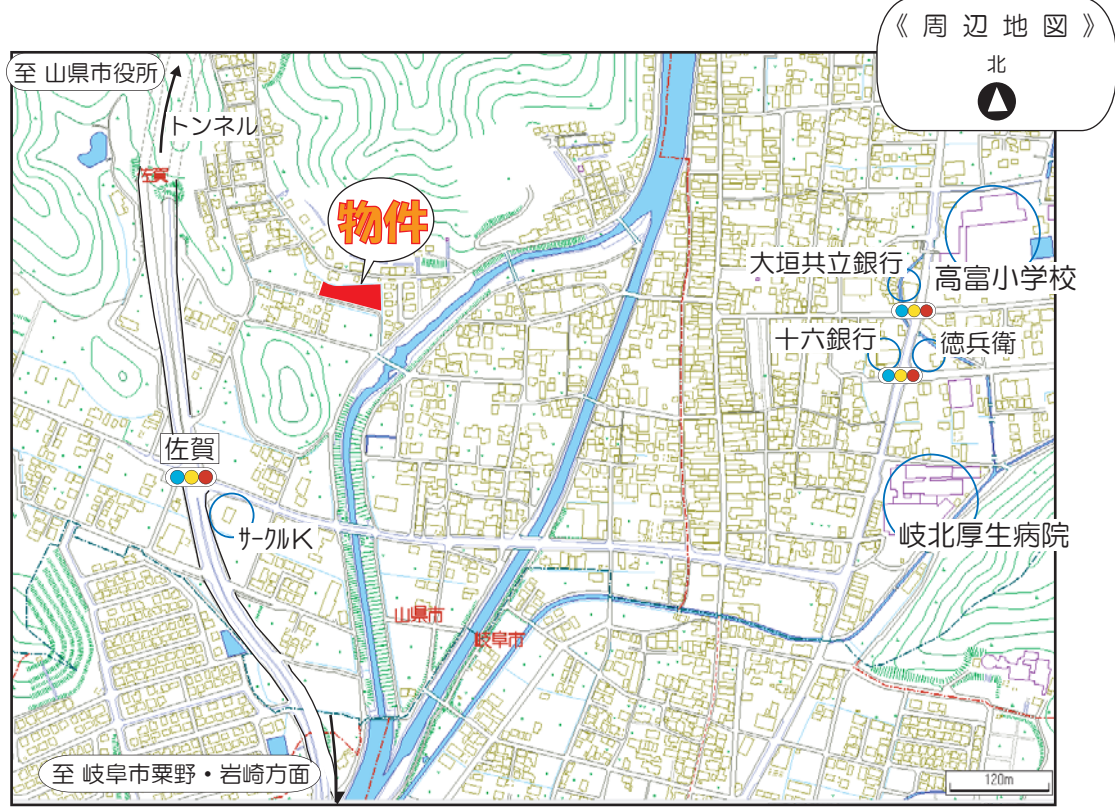 《 周 辺 地 図 》
北
至 山県市役所
トンネル
佐賀
物件
大垣共立銀行
高富小学校
十六銀行
徳兵衛
佐賀
サークルK
岐北厚生病院
山県市
岐阜市
至 岐阜市粟野・岩崎方面
120m